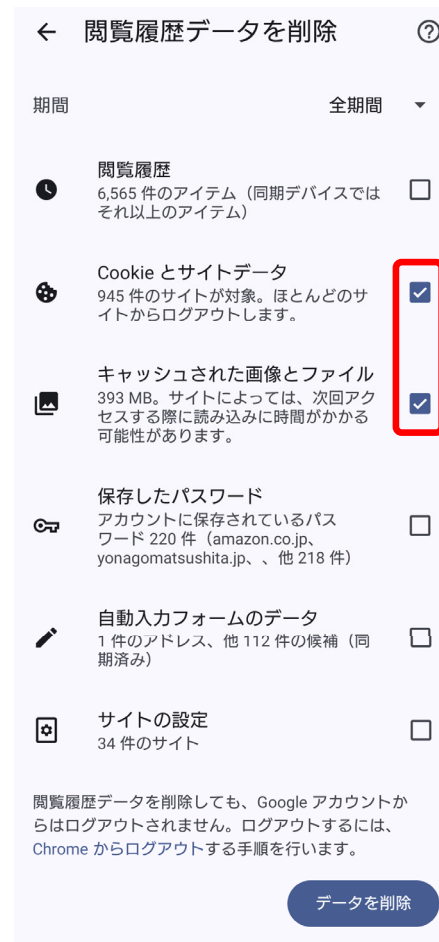 閲覧履歴データを削除
期間 全期間
閲覧履歴
6,565 件のアイテム（同期デバイスでは
それ以上のアイテム）
Cookie とサイトデータ
945 件のサイトが対象。ほとんどのサ
イトからログアウトします。
キャッシュされた画像とファイル
393 MB。サイトによっては、次回アク
セスする際に読み込みに時間がかかる
可能性があります。
保存したパスワード
アカウントに保存されているパス
ワード 220 件（amazon.co.jp、
yonagomatsushita.jp、、他 218 件）
自動入力フォームのデータ
1 件のアドレス、他 112 件の候補（同
期済み）
サイトの設定
34 件のサイト
閲覧履歴データを削除しても、Google アカウントか
らはログアウトされません。ログアウトするには、
Chrome からログアウトする手順を行います。
データを削除